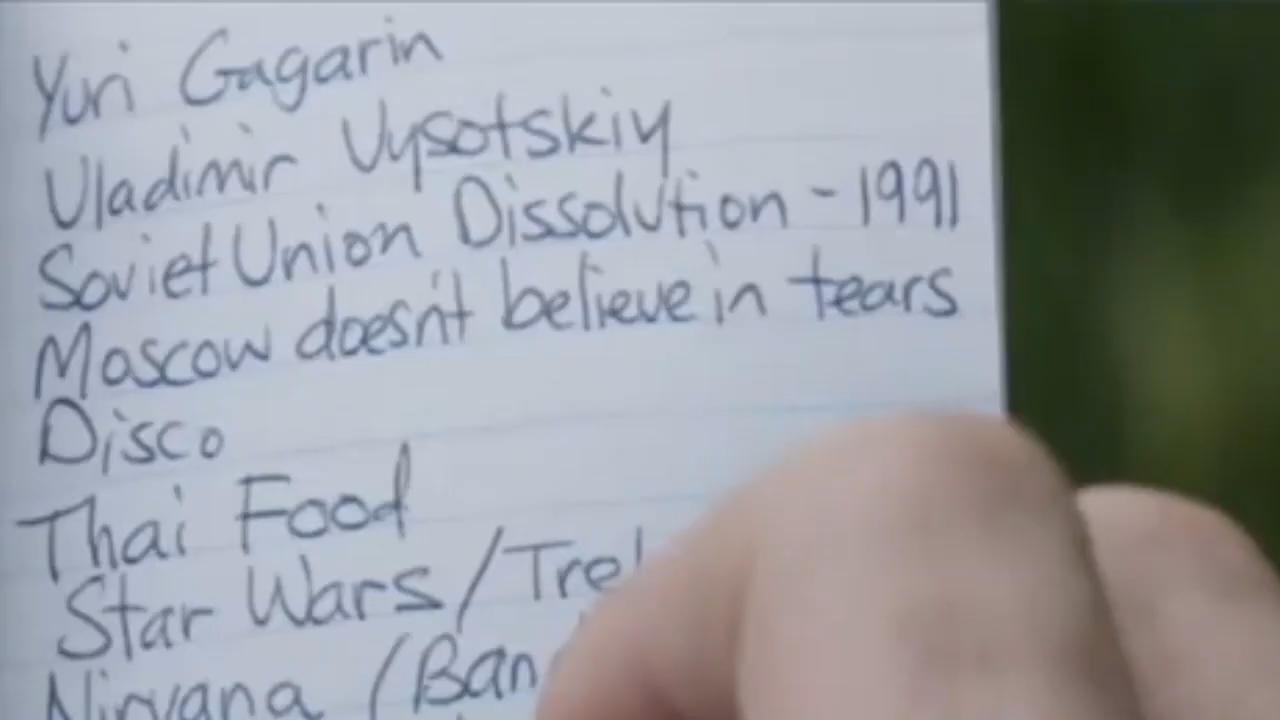 Yuri Gagarin
Vladimir Vysotskiy
Soviet Union Dissolution - 1991
Moscow doesn't believe in tears
Disco
Thai Food
Star Wars/
Nirvana